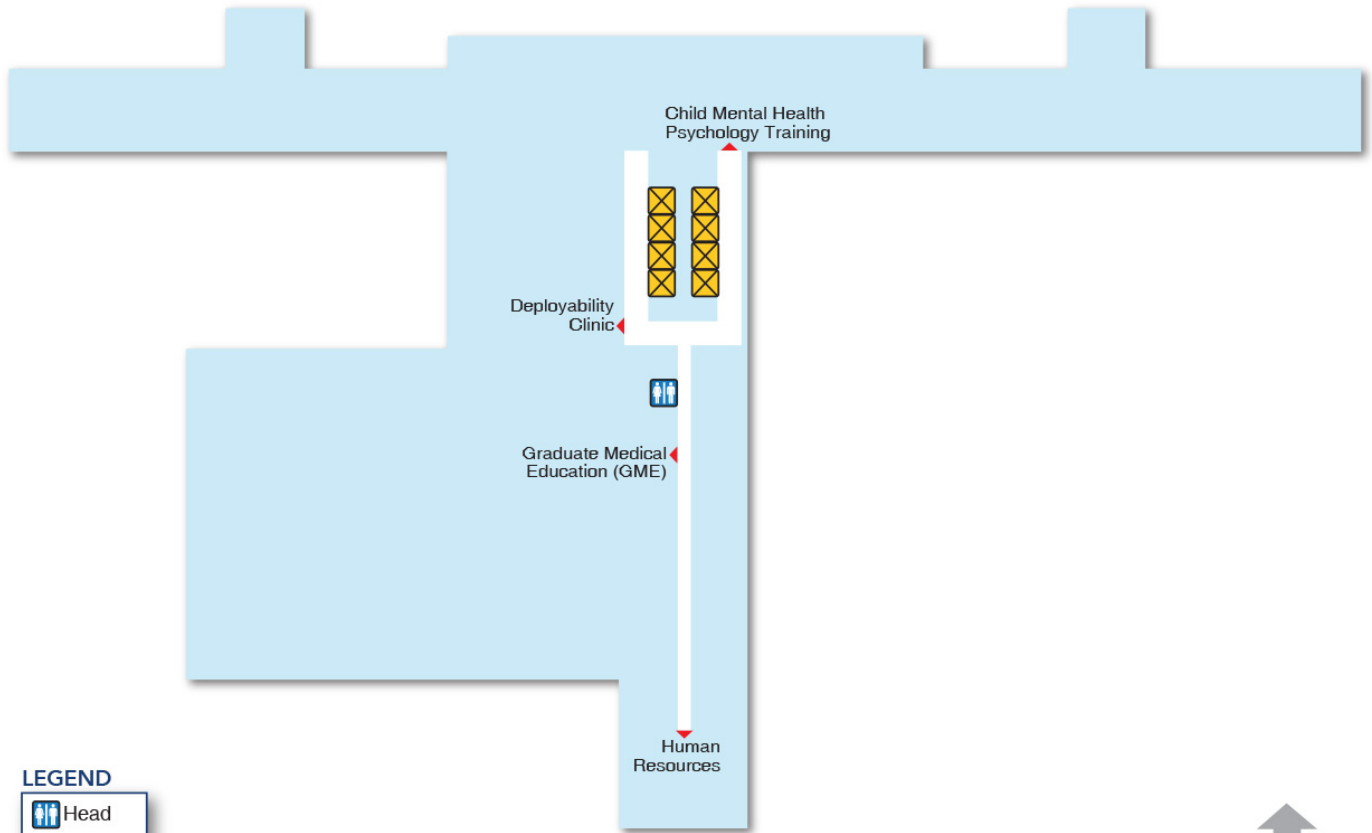 Child Mental Health
Psychology Training
Deployability
Clinic
Graduate Medical
Education (GME)
Human
Resources
LEGEND
Head